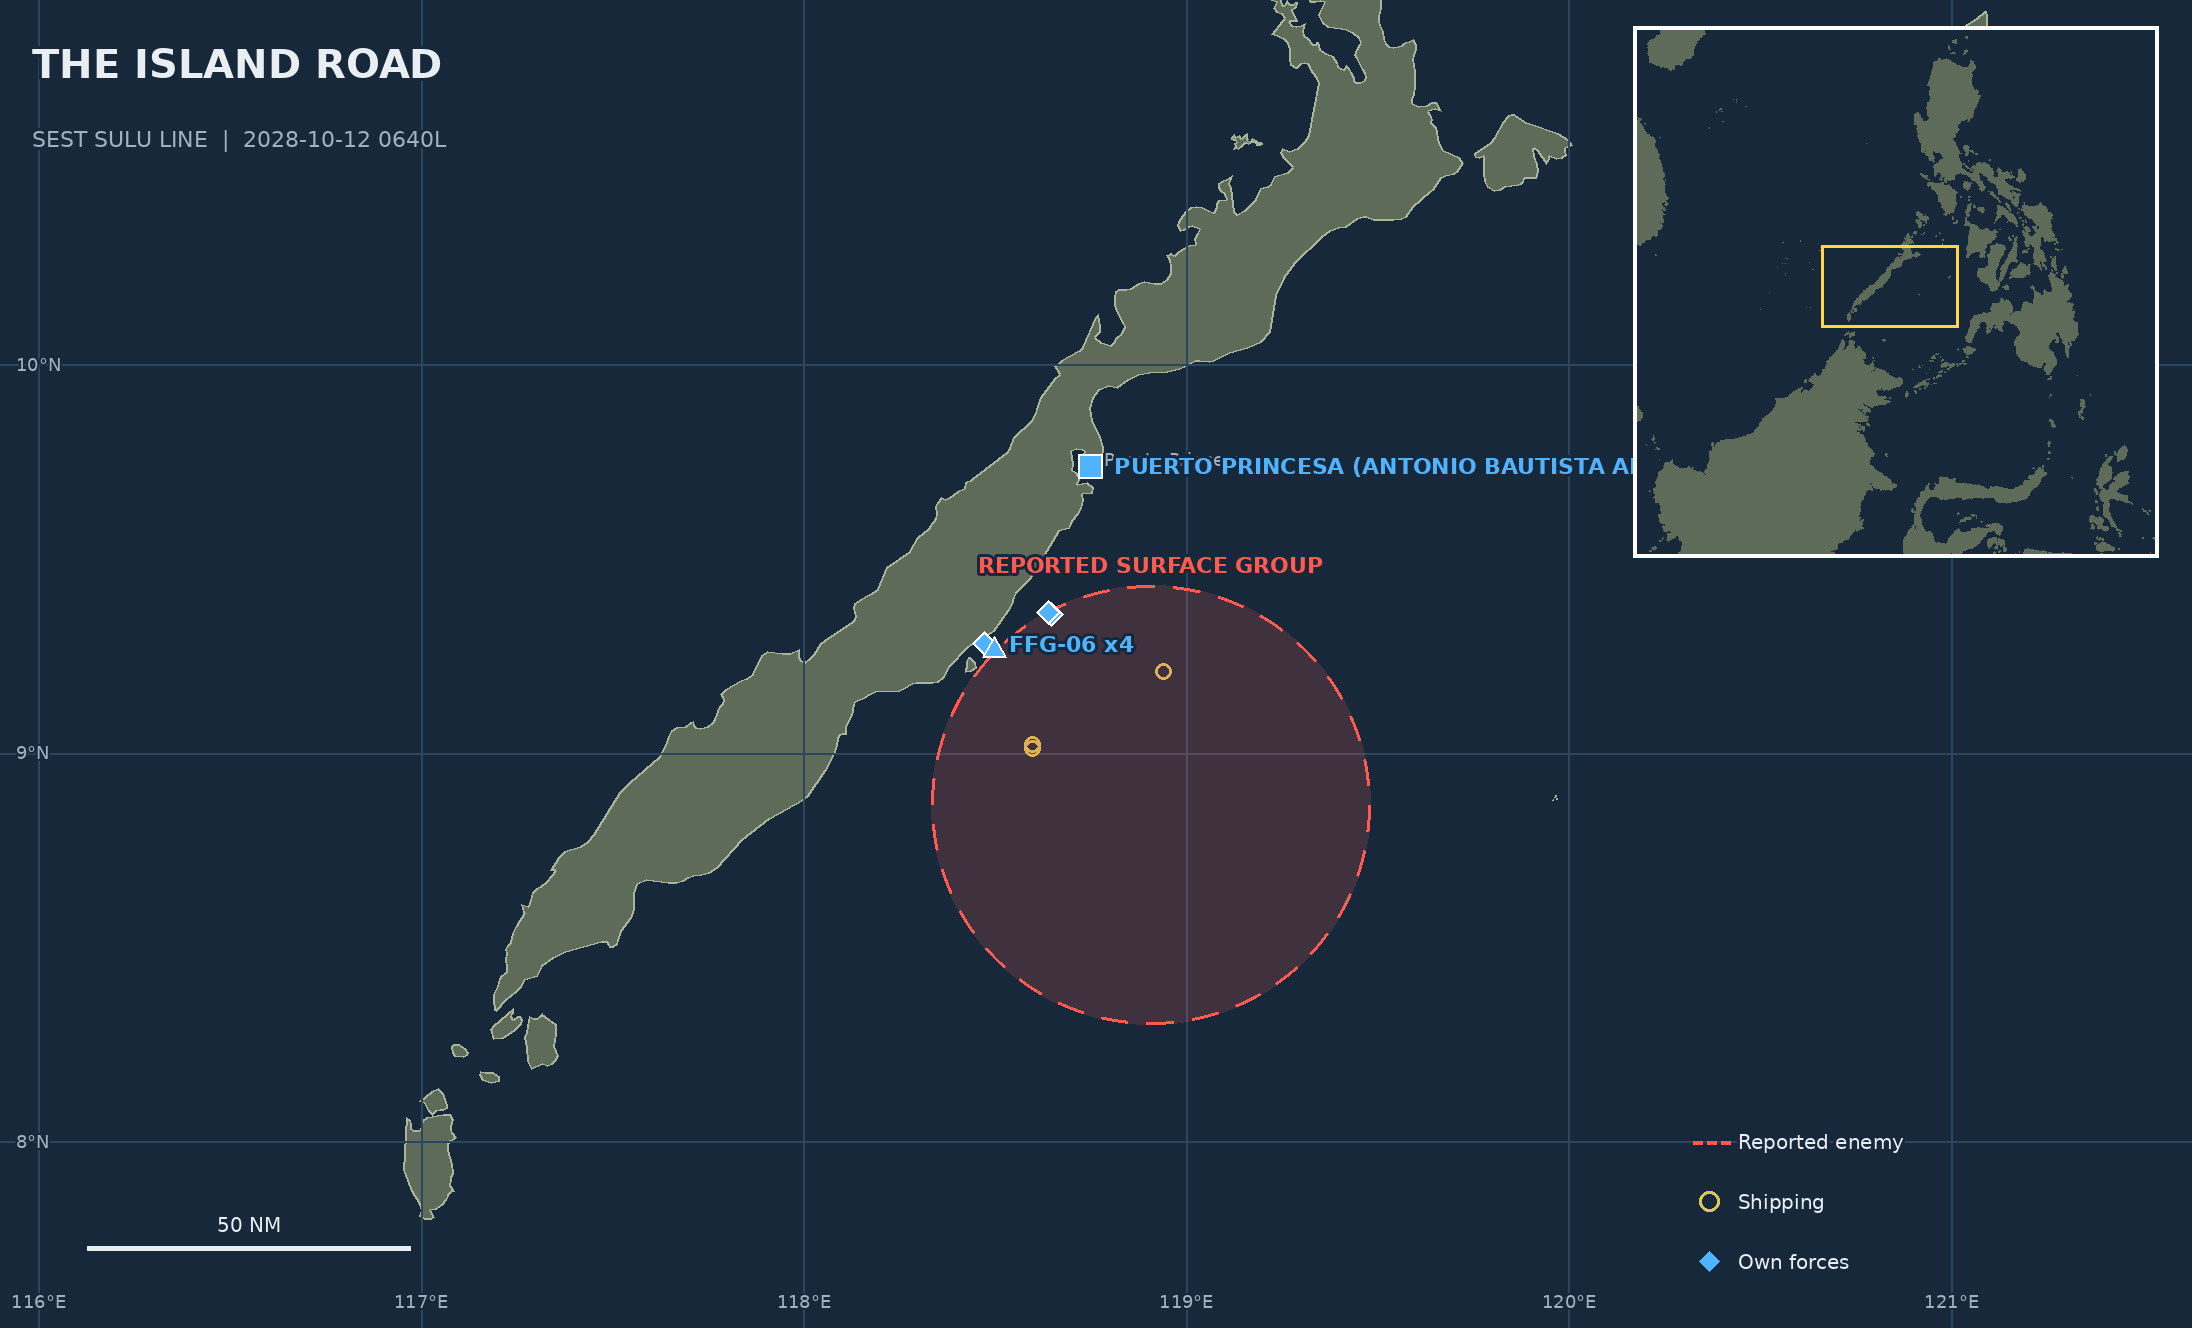 THE ISLAND ROAD
SEST SULU LINE | 2028-10-12 0640L
10°N
PUERTO PRINCESA (ANTONIO BAUTISTA
REPORTED SURFACE GROUP
FFG-06 x4
9°N
8°N
Reported enemy
Shipping
Own forces
50 NM
116°E
117°E
118°E
119°E
120°E
121°E